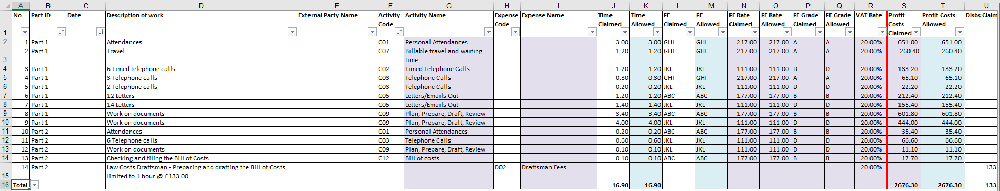 A B C D E F G H I J K L M N O P Q R S T U
1 No Part ID Date Description of work External Party Name Activity Code Activity Name Expense Code Expense Name Time Claimed Time Allowed FE Claimed FE Allowed FE Rate Claimed FE Rate Allowed FE Grade Claimed FE Grade Allowed VAT Rate Profit Costs Claimed Profit Costs Allowed Disbs Claim
2 1 Part 1 Attendances C01 Personal Attendances 3.00 3.00 GHI GHI 217.00 217.00 A A 20.00% 651.00 651.00
3 2 Part 1 Travel C07 Billable travel and waiting time 1.20 1.20 GHI GHI 217.00 217.00 A A 20.00% 260.40 260.40
4 3 Part 1 6 Timed telephone calls C02 Timed Telephone Calls 1.20 1.20 JKL JKL 111.00 111.00 D D 20.00% 133.20 133.20
5 4 Part 1 3 Telephone calls C03 Telephone Calls 0.30 0.30 GHI GHI 217.00 217.00 A A 20.00% 65.10 65.10
6 5 Part 1 2 Telephone calls C03 Telephone Calls 0.20 0.20 JKL JKL 111.00 111.00 D D 20.00% 22.20 22.20
7 6 Part 1 12 Letters C05 Letters/Emails Out 1.20 1.20 ABC ABC 177.00 177.00 B B 20.00% 212.40 212.40
8 7 Part 1 14 Letters C05 Letters/Emails Out 1.40 1.40 JKL JKL 111.00 111.00 D D 20.00% 155.40 155.40
9 8 Part 1 Work on documents C09 Plan, Prepare, Draft, Review 3.40 3.40 ABC ABC 177.00 177.00 B B 20.00% 601.80 601.80
10 9 Part 1 Work on documents C09 Plan, Prepare, Draft, Review 4.00 4.00 JKL JKL 111.00 111.00 D D 20.00% 444.00 444.00
11 10 Part 2 Attendances C01 Personal Attendances 0.20 0.20 ABC ABC 177.00 177.00 B B 20.00% 35.40 35.40
12 11 Part 2 6 Telephone calls C03 Telephone Calls 0.60 0.60 JKL JKL 111.00 111.00 D D 20.00% 66.60 66.60
13 12 Part 2 Work on documents C09 Plan, Prepare, Draft, Review 0.10 0.10 JKL JKL 111.00 111.00 D D 20.00% 11.10 11.10
14 13 Part 2 Checking and filing the Bill of Costs C12 Bill of costs 0.10 0.10 ABC ABC 177.00 177.00 B B 20.00% 17.70 17.70
15 14 Part 2 Law Costs Draftsman - Preparing and drafting the Bill of Costs, limited to 1 hour @ £133.00 D02 Draftsman Fees 20.00% 133.
16 Total 16.90 16.90 2676.30 2676.30 133.